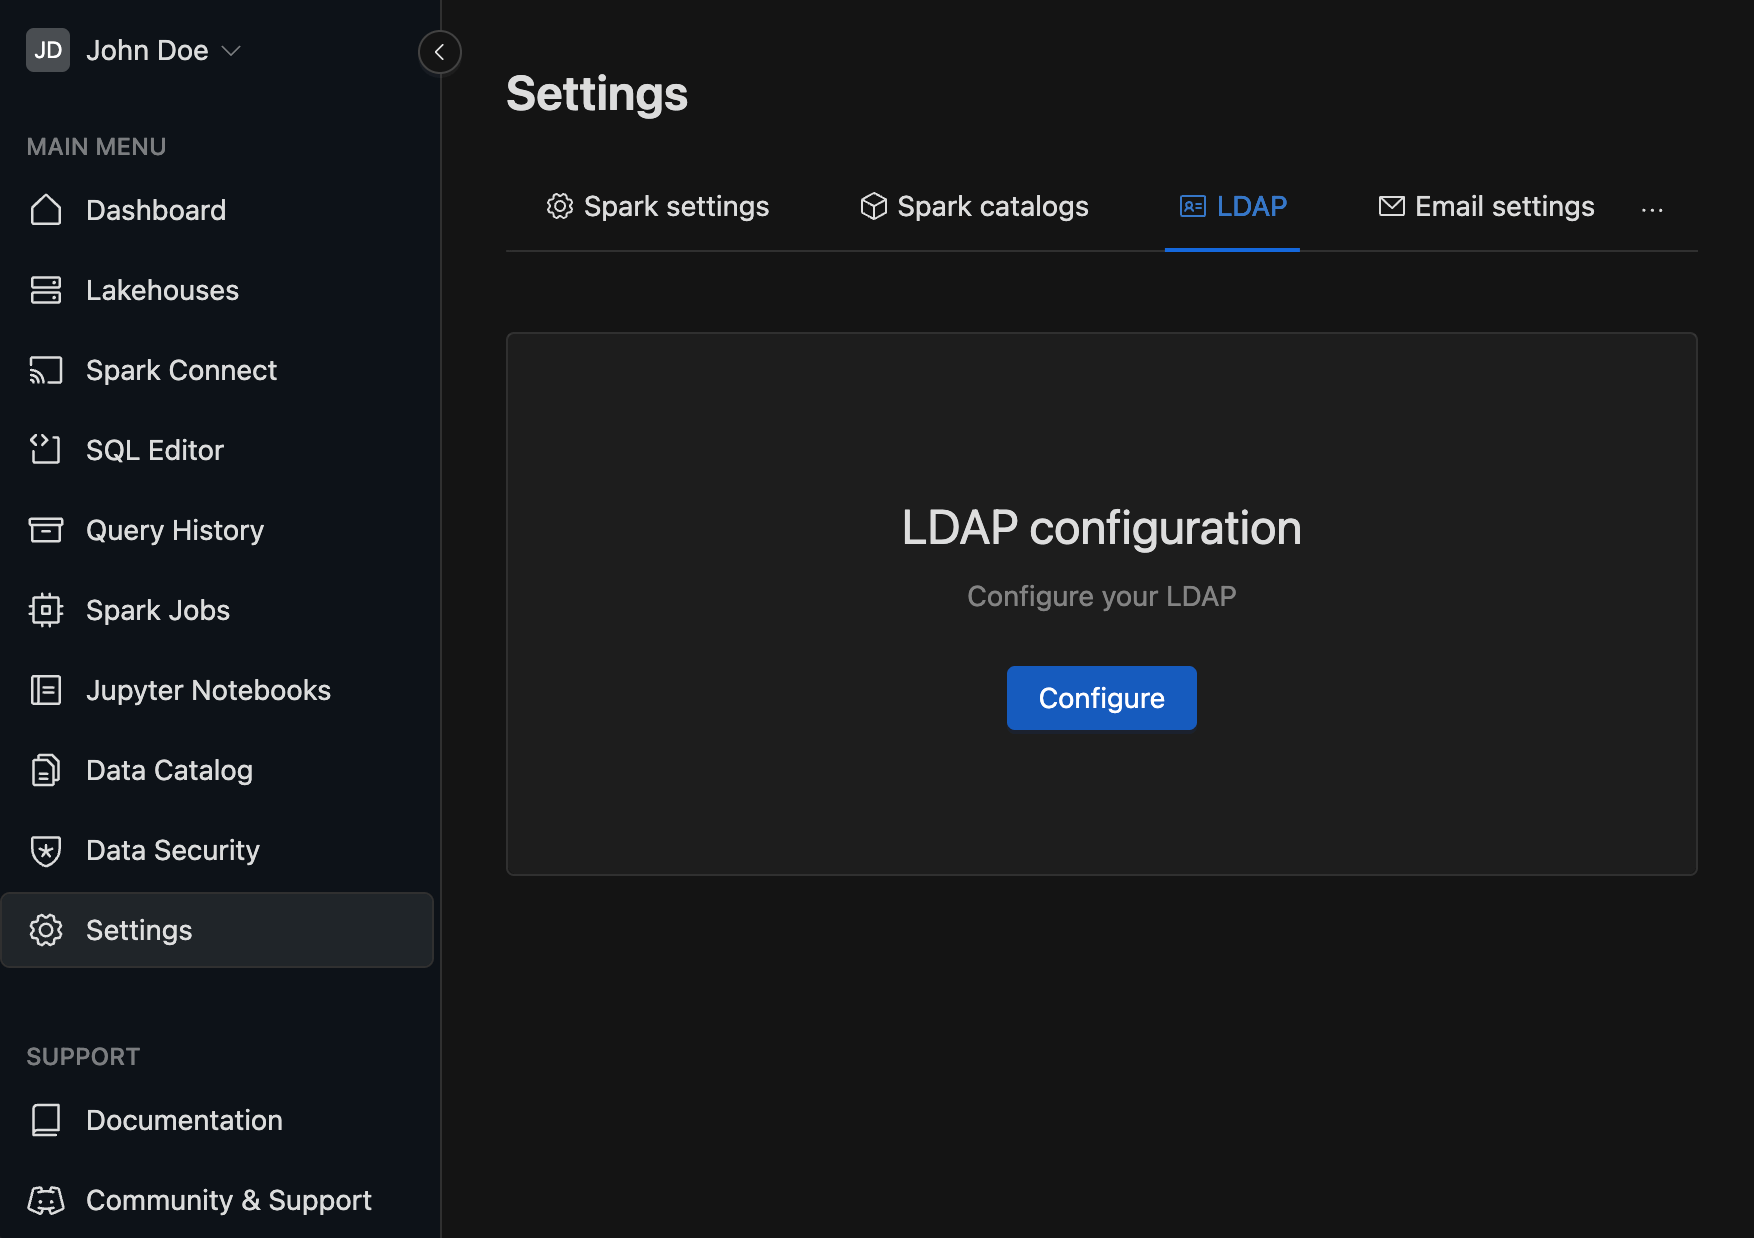 JD John Doe
MAIN MENU
Dashboard
Lakehouses
Spark Connect
SQL Editor
Query History
Spark Jobs
Jupyter Notebooks
Data Catalog
Data Security
Settings
SUPPORT
Documentation
Community & Support
Settings
Spark settings Spark catalogs LDAP Email settings ...
LDAP configuration
Configure your LDAP
Configure